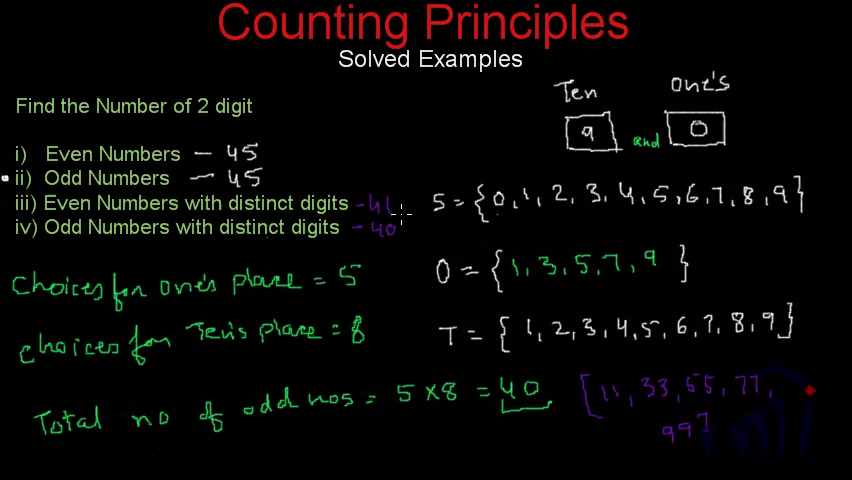 Counting Principles
Solved Examples
Find the Number of 2 digit
i) Even Numbers – 45
ii) Odd Numbers – 45
iii) Even Numbers with distinct digits – 41
iv) Odd Numbers with distinct digits – 40
Ten one's
9 and 0
S = {0, 1, 2, 3, 4, 5, 6, 7, 8, 9}
O = {1, 3, 5, 7, 9 }
T = {1, 2, 3, 4, 5, 6, 7, 8, 9}
choices for one's place = 5
choices for Ten's place = 8
Total no of odd nos = 5 × 8 = 40
[11, 33, 55, 77,
99]